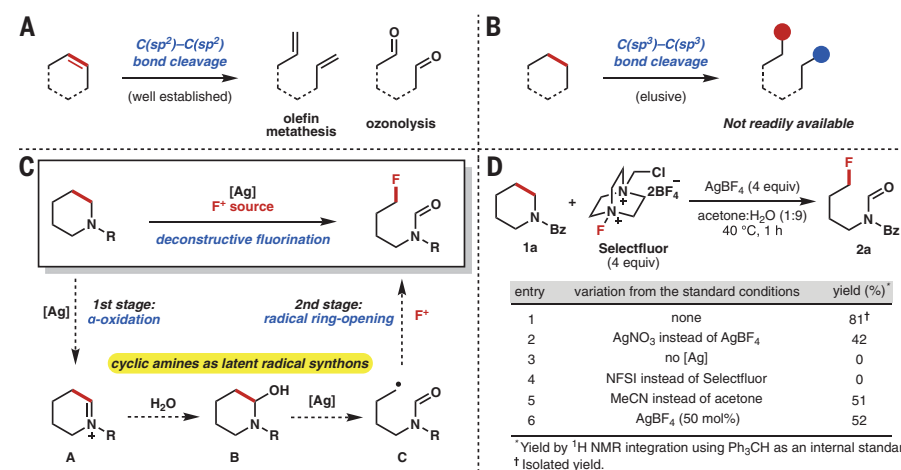 A
C(sp²)–C(sp²)
bond cleavage
(well established)
olefin
metathesis
O
O
ozonolysis
B
C(sp³)–C(sp³)
bond cleavage
(elusive)
Not readily available
C
N
R
[Ag]
F⁺ source
deconstructive fluorination
F
O
N
R
[Ag]
1st stage:
α-oxidation
2nd stage:
radical ring-opening
F⁺
cyclic amines as latent radical synthons
N
+
R
A
H₂O
OH
N
R
B
[Ag]
O
N
R
C
D
N
Bz
1a
+
Cl
N
+
2BF₄⁻
N
+
F
Selectfluor
(4 equiv)
AgBF₄ (4 equiv)
acetone:H₂O (1:9)
40 °C, 1 h
F
O
N
Bz
2a
entry variation from the standard conditions yield (%)*
1 none 81†
2 AgNO₃ instead of AgBF₄ 42
3 no [Ag] 0
4 NFSI instead of Selectfluor 0
5 MeCN instead of acetone 51
6 AgBF₄ (50 mol%) 52
*Yield by ¹H NMR integration using Ph₃CH as an internal standar
† Isolated yield.